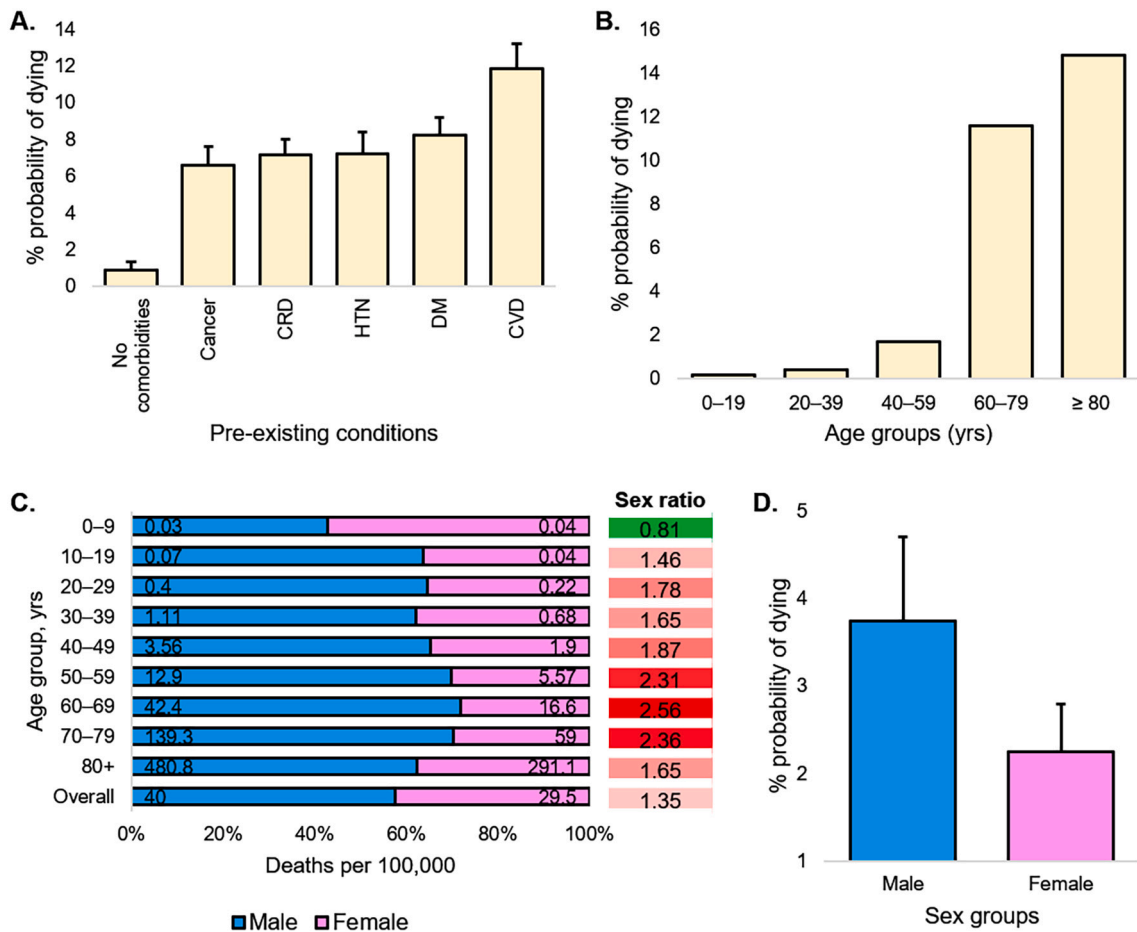 A.
% probability of dying
14
12
10
8
6
4
2
0
No comorbidities
Cancer
CRD
HTN
DM
CVD
Pre-existing conditions
B.
% probability of dying
16
14
12
10
8
6
4
2
0
0–19
20–39
40–59
60–79
≥ 80
Age groups (yrs)
C.
Sex ratio
Age group, yrs
0–9 0.03 0.04 0.81
10–19 0.07 0.04 1.46
20–29 0.4 0.22 1.78
30–39 1.11 0.68 1.65
40–49 3.56 1.9 1.87
50–59 12.9 5.57 2.31
60–69 42.4 16.6 2.56
70–79 139.3 59 2.36
80+ 480.8 291.1 1.65
Overall 40 29.5 1.35
0% 20% 40% 60% 80% 100%
Deaths per 100,000
Male Female
D.
% probability of dying
5
4
3
2
1
Male Female
Sex groups